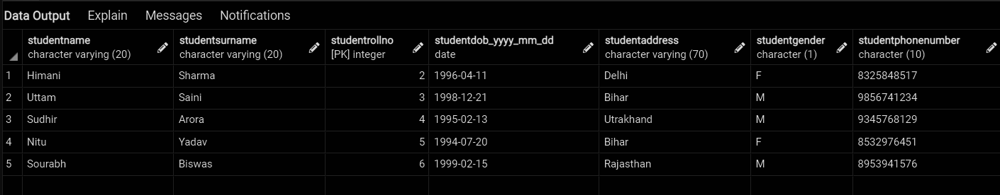 Data Output Explain Messages Notifications
studentname studentsurname studentrollno studentdob_yyyy_mm_dd studentaddress studentgender studentphonenumber
character varying (20) character varying (20) [PK] integer date character varying (70) character (1) character (10)
1 Himani Sharma 2 1996-04-11 Delhi F 8325848517
2 Uttam Saini 3 1998-12-21 Bihar M 9856741234
3 Sudhir Arora 4 1995-02-13 Utrakhand M 9345768129
4 Nitu Yadav 5 1994-07-20 Bihar F 8532976451
5 Sourabh Biswas 6 1999-02-15 Rajasthan M 8953941576